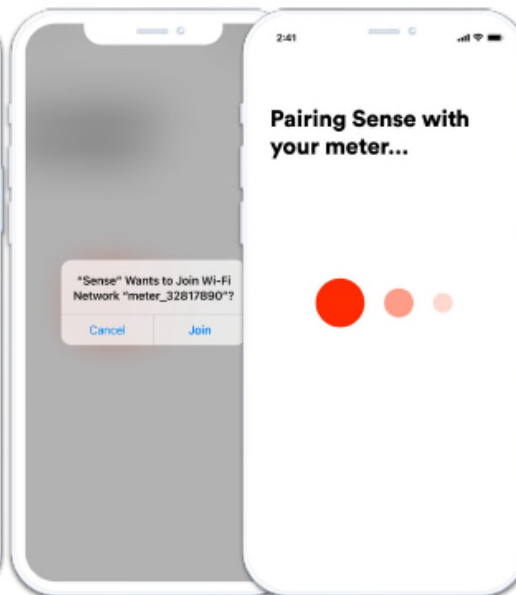 "Sense" Wants to Join Wi-Fi
Network "meter_32817890"?
Cancel Join
2:41
Pairing Sense with
your meter...